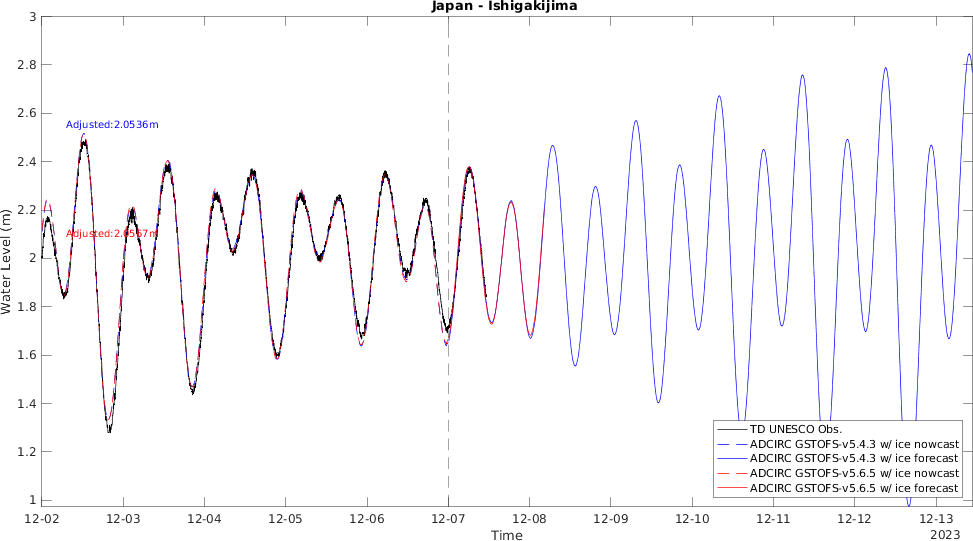 Japan - Ishigakijima
3
2.8
2.6
2.4
2.2
2
1.8
1.6
1.4
1.2
1
Water Level (m)
Adjusted:2.0536m
Adjusted:2.0557m
TD UNESCO Obs.
ADCIRC GSTOFS-v5.4.3 w/ ice nowcast
ADCIRC GSTOFS-v5.4.3 w/ ice forecast
ADCIRC GSTOFS-v5.6.5 w/ ice nowcast
ADCIRC GSTOFS-v5.6.5 w/ ice forecast
12-02 12-03 12-04 12-05 12-06 12-07 12-08 12-09 12-10 12-11 12-12 12-13
2023
Time